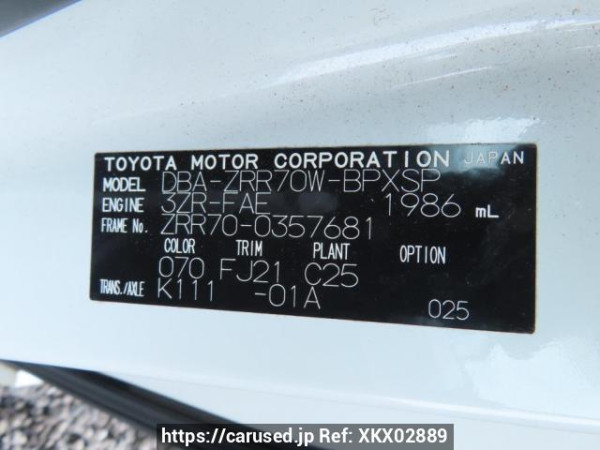 TOYOTA MOTOR CORPORATION JAPAN
MODEL DBA-ZRR70W-BPXSP
ENGINE 3ZR-FAE 1986 mL
FRAME No. ZRR70-0357681
COLOR TRIM PLANT OPTION
070 FJ21 C25
TRANS./AXLE K111 -01A
025
https://carused.jp Ref: XKX02889